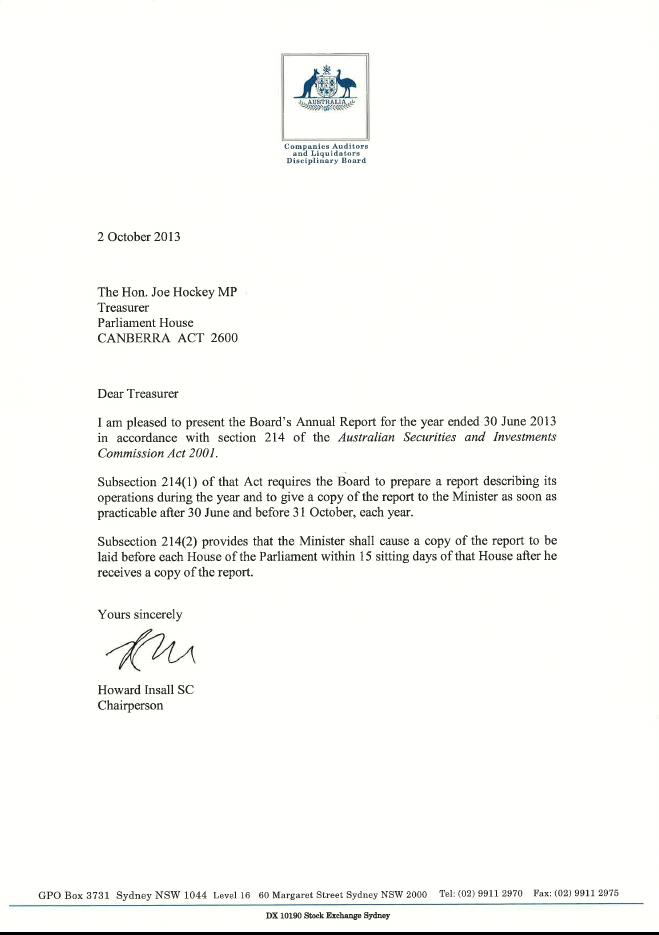 AUSTRALIA
Companies Auditors
and Liquidators
Disciplinary Board
2 October 2013
The Hon. Joe Hockey MP
Treasurer
Parliament House
CANBERRA ACT 2600
Dear Treasurer
I am pleased to present the Board's Annual Report for the year ended 30 June 2013
in accordance with section 214 of the Australian Securities and Investments
Commission Act 2001.
Subsection 214(1) of that Act requires the Board to prepare a report describing its
operations during the year and to give a copy of the report to the Minister as soon as
practicable after 30 June and before 31 October, each year.
Subsection 214(2) provides that the Minister shall cause a copy of the report to be
laid before each House of the Parliament within 15 sitting days of that House after he
receives a copy of the report.
Yours sincerely
Howard Insall SC
Chairperson
GPO Box 3731 Sydney NSW 1044 Level 16 60 Margaret Street Sydney NSW 2000 Tel: (02) 9911 2970 Fax: (02) 9911 2975
DX 10190 Stock Exchange Sydney